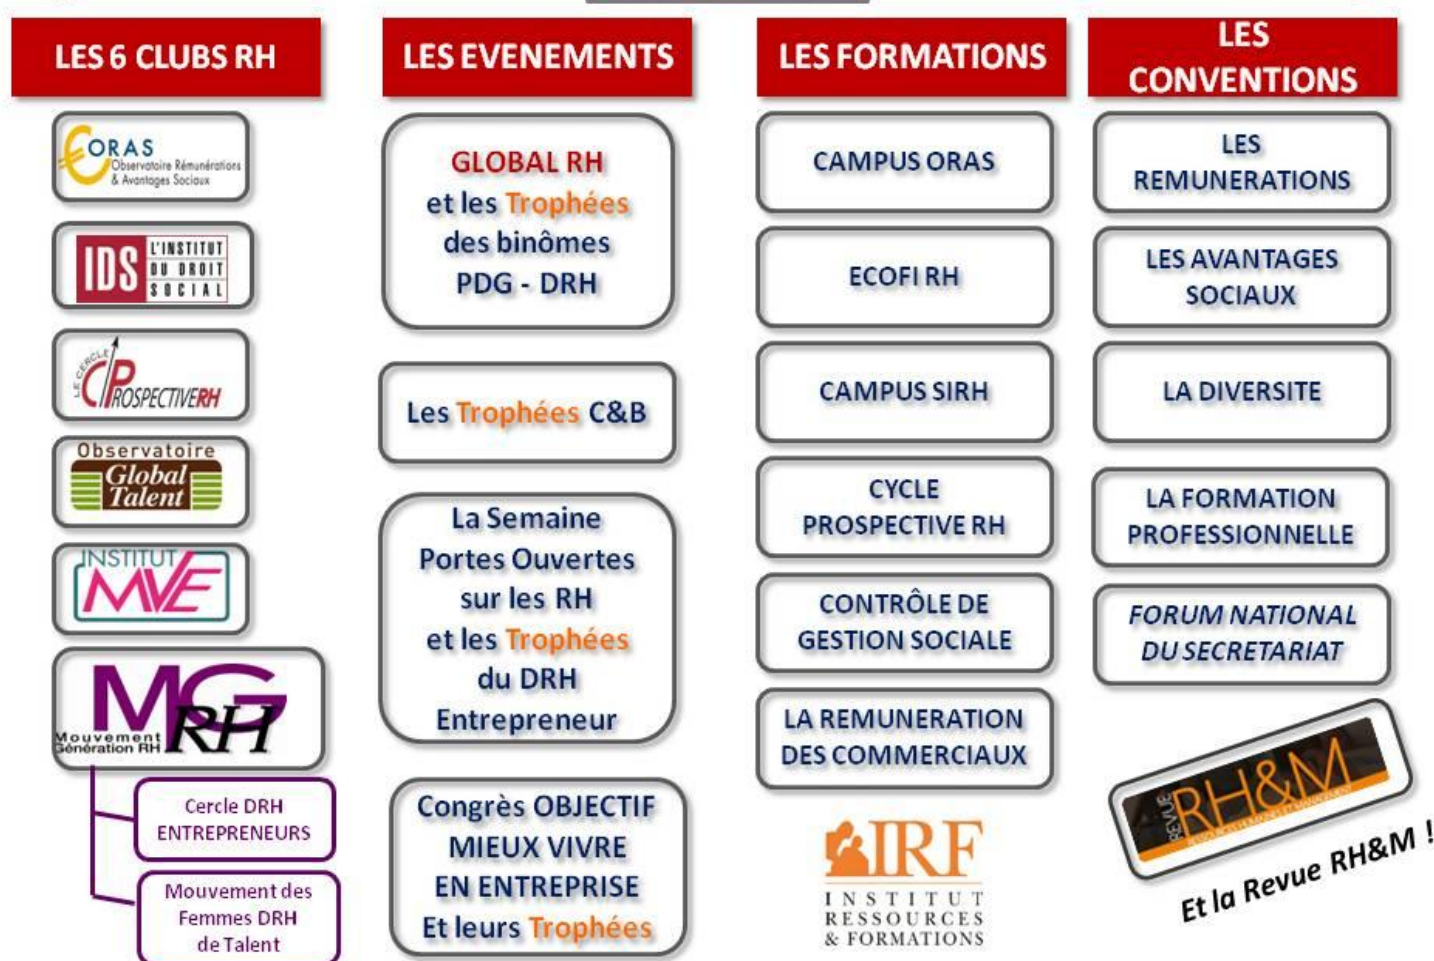 LES 6 CLUBS RH
ORAS
Observatoire Rémunérations
& Avantages Sociaux
IDS
L'INSTITUT
DU DROIT
SOCIAL
LE CERCLE
PROSPECTIVERH
Observatoire
Global
Talent
INSTITUT
MVE
MG
RH
Mouvement
Génération RH
Cercle DRH
ENTREPRENEURS
Mouvement des
Femmes DRH
de Talent
LES EVENEMENTS
GLOBAL RH
et les Trophées
des binômes
PDG - DRH
Les Trophées C&B
La Semaine
Portes Ouvertes
sur les RH
et les Trophées
du DRH
Entrepreneur
Congrès OBJECTIF
MIEUX VIVRE
EN ENTREPRISE
Et leurs Trophées
LES FORMATIONS
CAMPUS ORAS
ECOFI RH
CAMPUS SIRH
CYCLE
PROSPECTIVE RH
CONTRÔLE DE
GESTION SOCIALE
LA REMUNERATION
DES COMMERCIAUX
IRF
INSTITUT
RESSOURCES
& FORMATIONS
LES
CONVENTIONS
LES
REMUNERATIONS
LES AVANTAGES
SOCIAUX
LA DIVERSITE
LA FORMATION
PROFESSIONNELLE
FORUM NATIONAL
DU SECRETARIAT
REVUE
RH&M
Et la Revue RH&M !